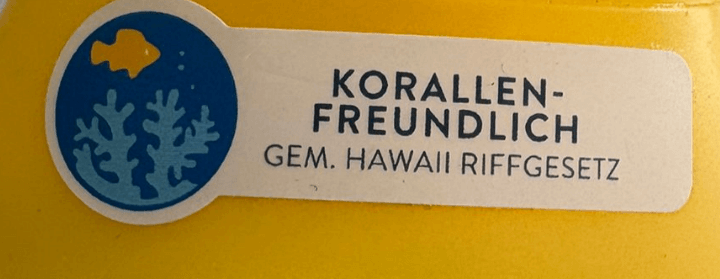 KORALLEN-
FREUNDLICH
GEM. HAWAII RIFFGESETZ